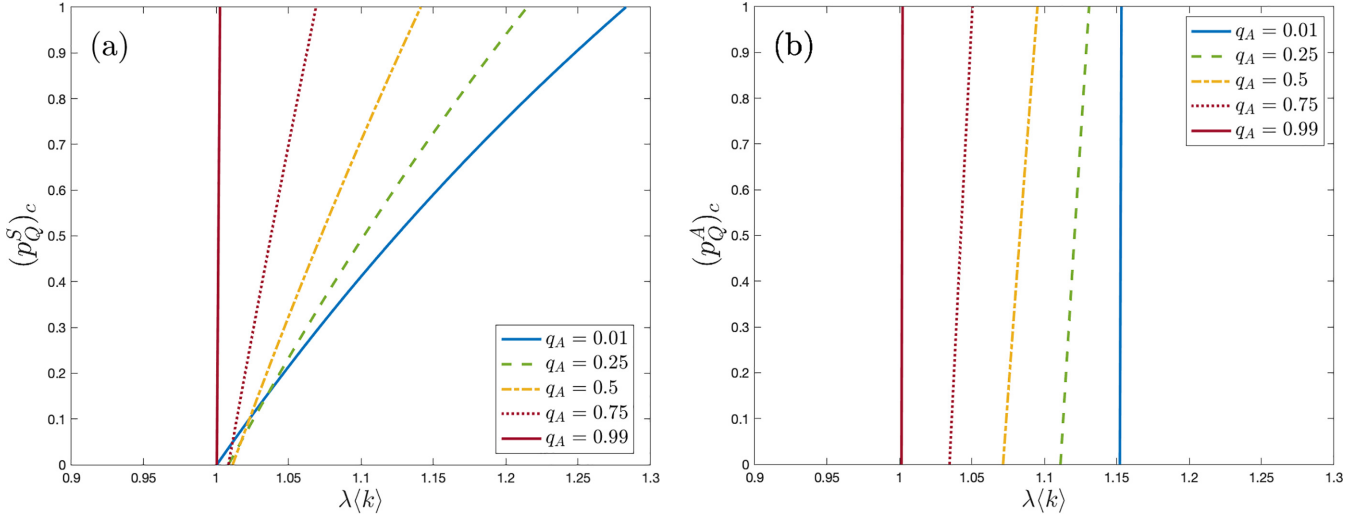 (a)
1
0.9
0.8
0.7
0.6
0.5
0.4
0.3
0.2
0.1
0
(p_Q^S)_c
0.9 0.95 1 1.05 1.1 1.15 1.2 1.25 1.3
λ⟨k⟩
q_A = 0.01
q_A = 0.25
q_A = 0.5
q_A = 0.75
q_A = 0.99
(b)
1
0.9
0.8
0.7
0.6
0.5
0.4
0.3
0.2
0.1
0
(p_Q^A)_c
0.9 0.95 1 1.05 1.1 1.15 1.2 1.25 1.3
λ⟨k⟩
q_A = 0.01
q_A = 0.25
q_A = 0.5
q_A = 0.75
q_A = 0.99